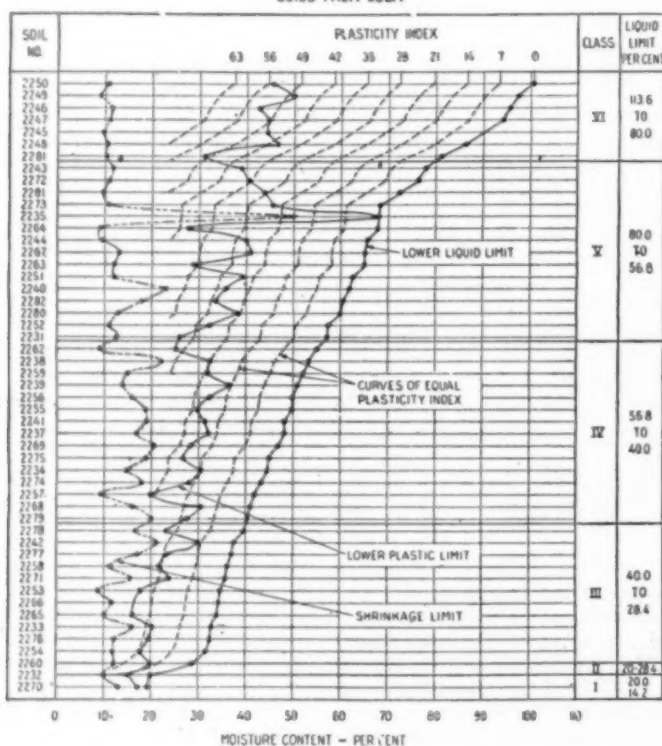 SOIL NO.
PLASTICITY INDEX
CLASS
LIQUID LIMIT PER CENT
63 56 49 42 35 28 21 14 7 0
2250
2249
2246
2247
2245
2248
2281
2243
2272
2281
2273
2235
2264
2244
2267
2263
2251
2240
2282
2280
2252
2231
2262
2238
2259
2239
2256
2255
2241
2237
2269
2275
2234
2274
2257
2268
2279
2278
2242
2277
2258
2271
2253
2266
2265
2233
2276
2254
2260
2232
2270
VI
113.6 TO 80.0
V
80.0 TO 56.8
IV
56.8 TO 40.0
III
40.0 TO 28.4
II
20-28.4
I
20.0
14.2
LOWER LIQUID LIMIT
CURVES OF EQUAL
PLASTICITY INDEX
LOWER PLASTIC LIMIT
SHRINKAGE LIMIT
0 10 20 30 40 50 60 70 80 90 100 110
MOISTURE CONTENT - PER CENT